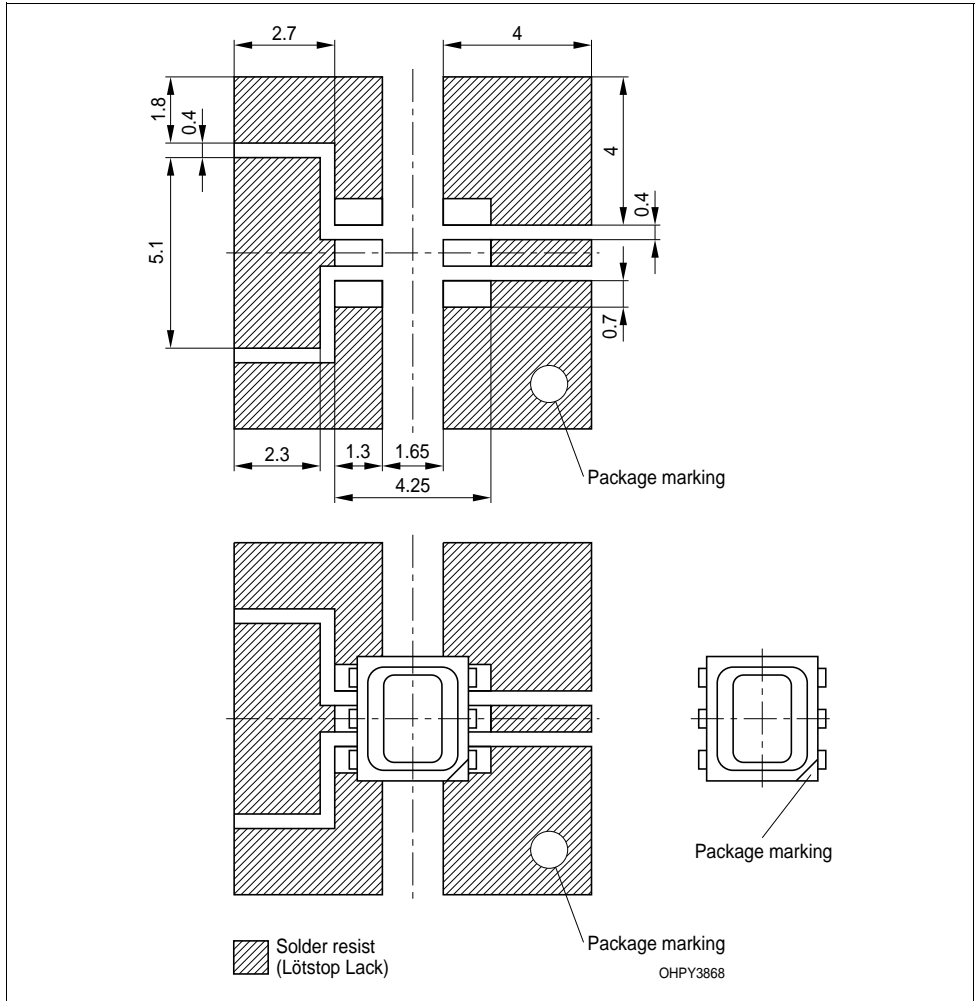 2.7
4
1.8
0.4
4
0.4
5.1
0.7
2.3
1.3
1.65
4.25
Package marking
Package marking
Package marking
Solder resist
(Lötstop Lack)
OHPY3868